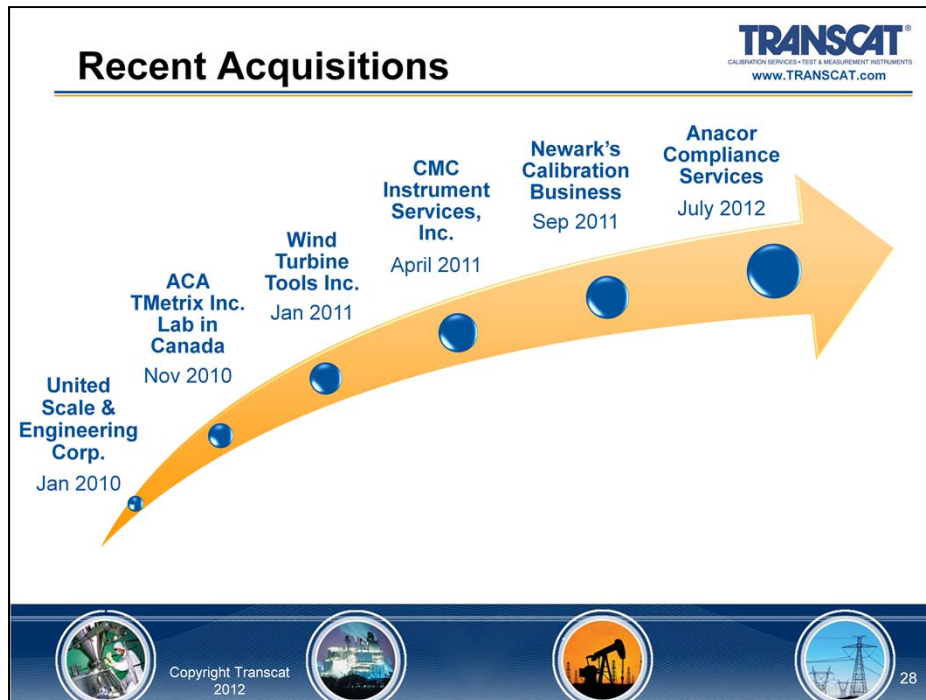 Recent Acquisitions
TRANSCAT®
CALIBRATION SERVICES • TEST & MEASUREMENT INSTRUMENTS
www.TRANSCAT.com
United
Scale &
Engineering
Corp.
Jan 2010
ACA
TMetrix Inc.
Lab in
Canada
Nov 2010
Wind
Turbine
Tools Inc.
Jan 2011
CMC
Instrument
Services,
Inc.
April 2011
Newark's
Calibration
Business
Sep 2011
Anacor
Compliance
Services
July 2012
Copyright Transcat
2012
28